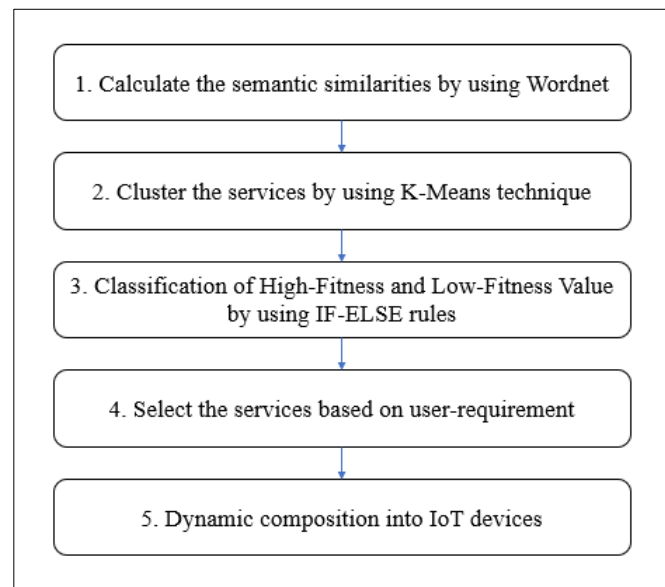 1. Calculate the semantic similarities by using Wordnet
2. Cluster the services by using K-Means technique
3. Classification of High-Fitness and Low-Fitness Value
by using IF-ELSE rules
4. Select the services based on user-requirement
5. Dynamic composition into IoT devices